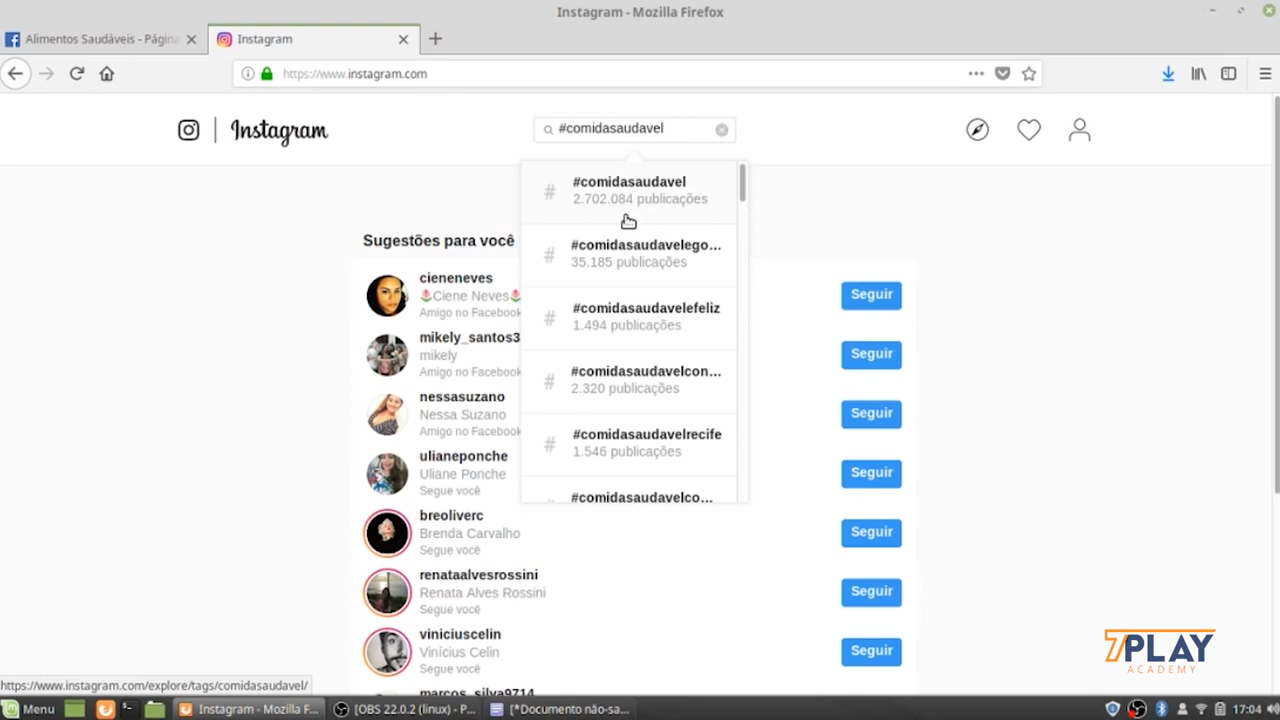 Instagram - Mozilla Firefox
Alimentos Saudáveis - Página
Instagram
https://www.instagram.com
Instagram
#comidasaudavel
#comidasaudavel
2.702.084 publicações
#comidasaudavelego...
35.185 publicações
#comidasaudavelefeliz
1.494 publicações
#comidasaudavelcon...
2.320 publicações
#comidasaudavelrecife
1.546 publicações
#comidasaudavelco...
Sugestões para você
cieneneves
🌷Ciene Neves🌷
Amigo no Facebook
Seguir
mikely_santos3
mikely
Amigo no Facebook
Seguir
nessasuzano
Nessa Suzano
Amigo no Facebook
Seguir
ulianeponche
Uliane Ponche
Segue você
Seguir
breoliverc
Brenda Carvalho
Segue você
Seguir
renataalvesrossini
Renata Alves Rossini
Segue você
Seguir
viniciuscelin
Vinícius Celin
Segue você
Seguir
marcos_silva9714
7PLAY
ACADEMY
https://www.instagram.com/explore/tags/comidasaudavel/
Menu
Instagram - Mozilla F...
[OBS 22.0.2 (linux) - P...
[*Documento não-sa...
17:04